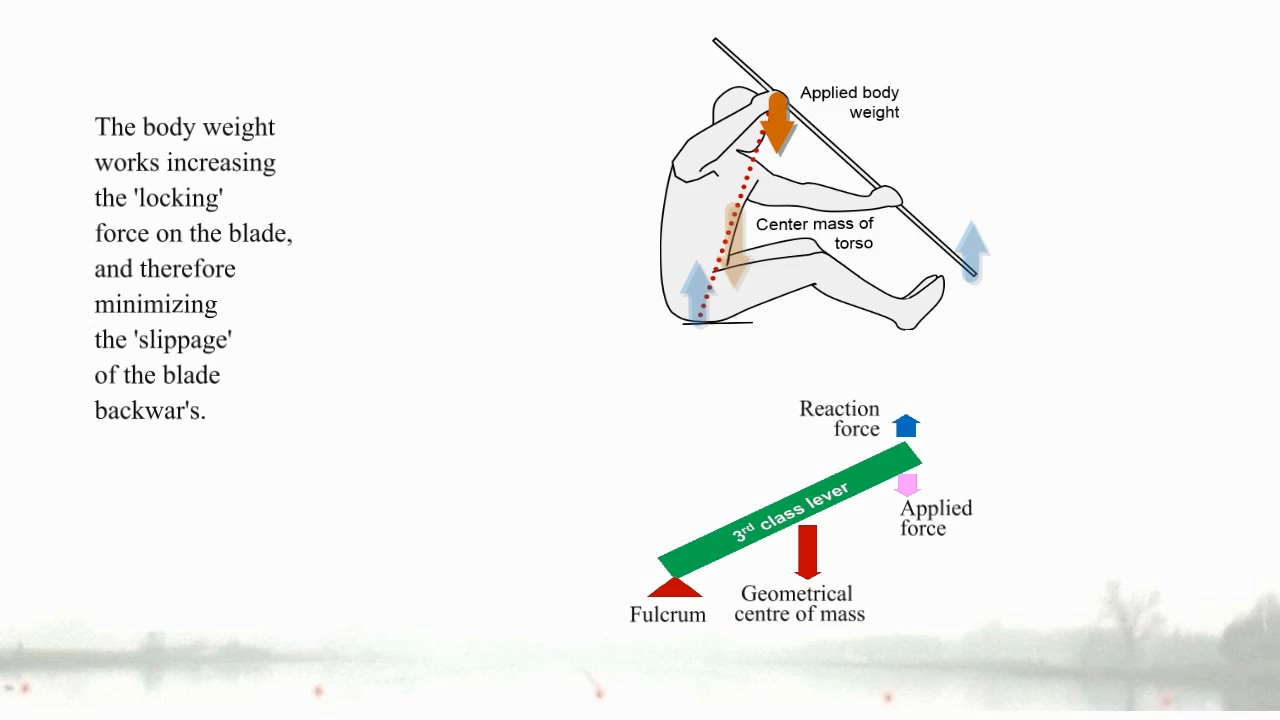 The body weight
works increasing
the 'locking'
force on the blade,
and therefore
minimizing
the 'slippage'
of the blade
backwar's.
Applied body
weight
Center mass of
torso
Reaction
force
3rd class lever
Applied
force
Geometrical
centre of mass
Fulcrum